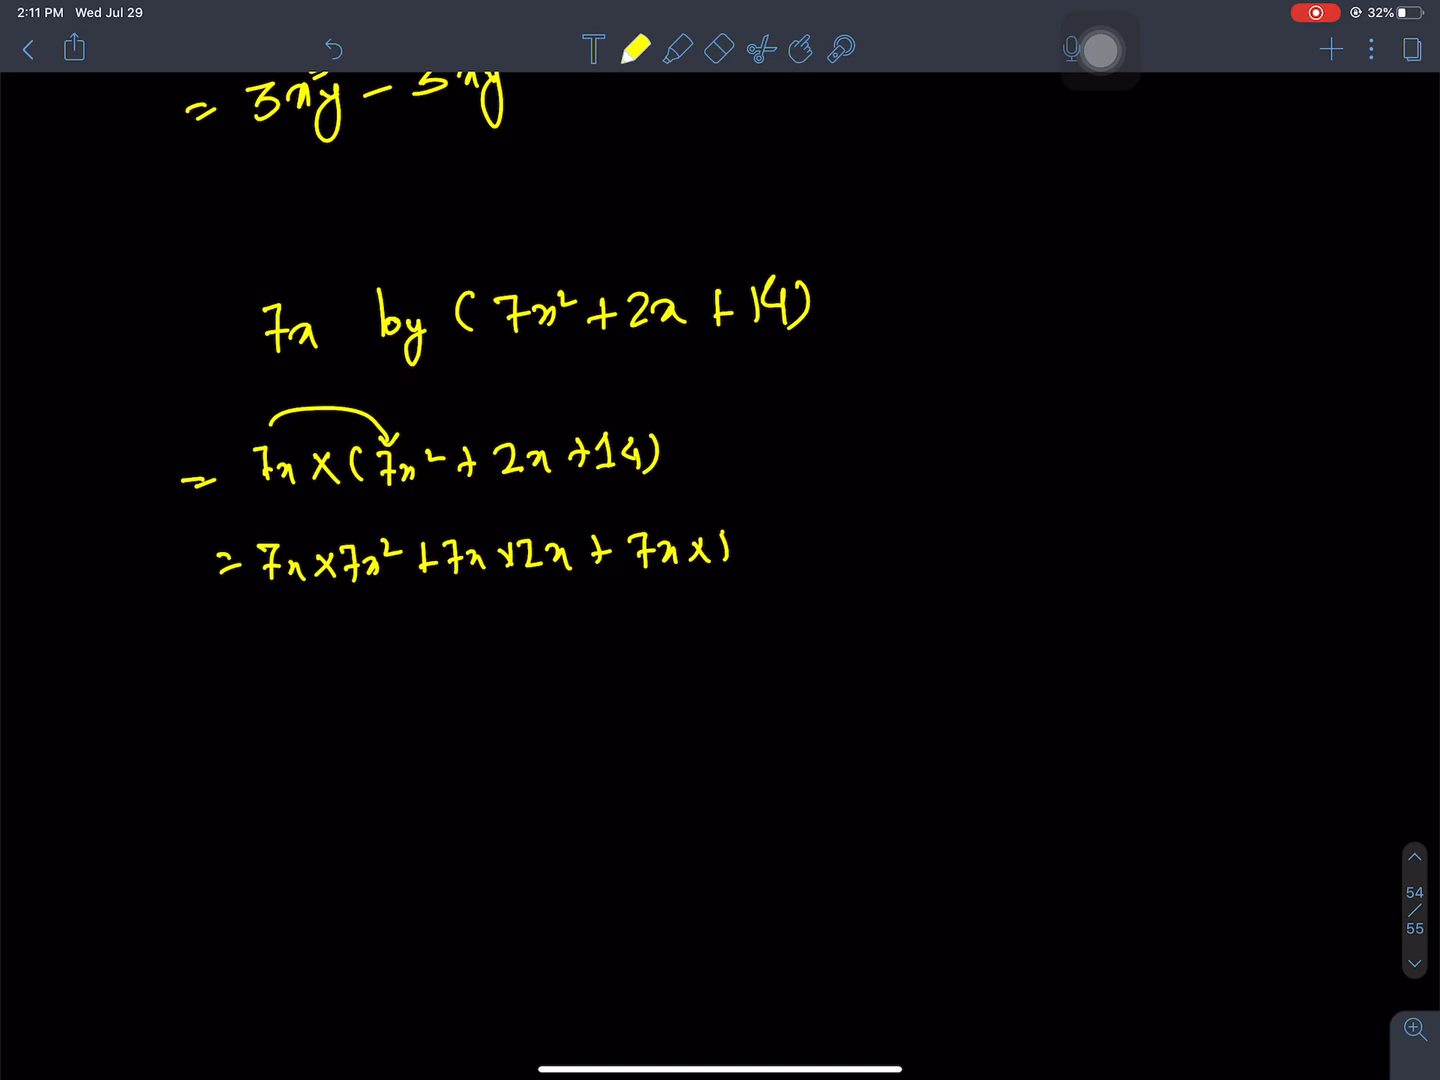 2:11 PM Wed Jul 29
32%
T
7x by (7x² + 2x + 14)
= 7x × (7x² + 2x + 14)
= 7x × 7x² + 7x × 2x + 7x × 1
54
/
55